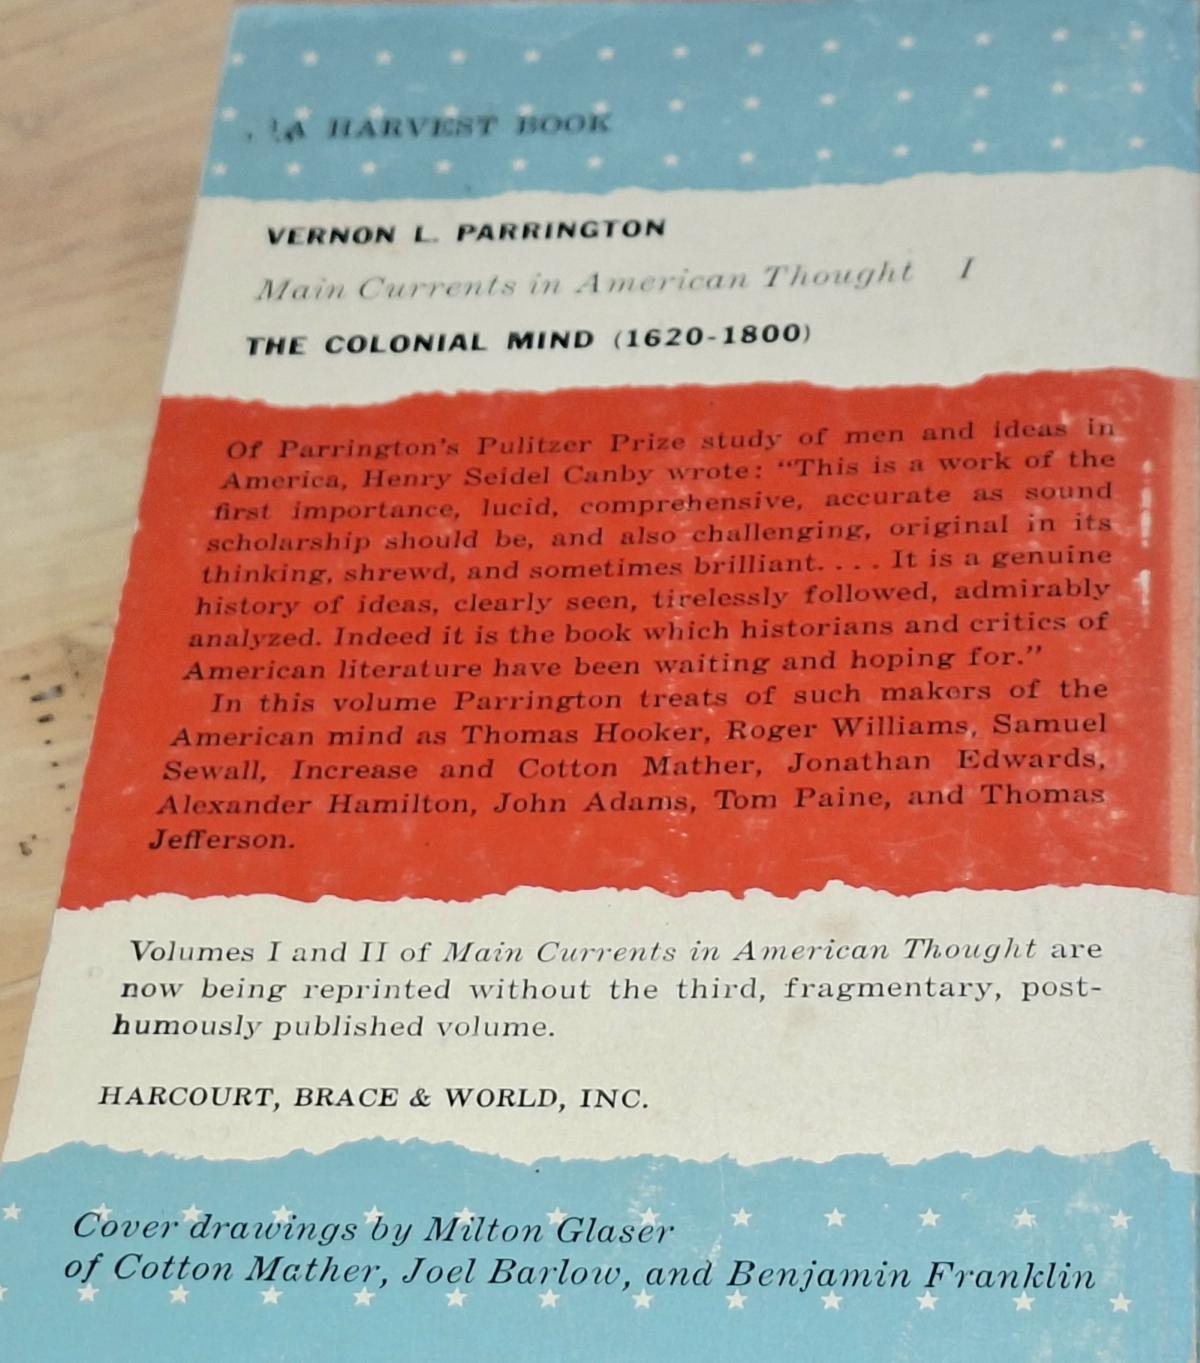 A HARVEST BOOK
VERNON L. PARRINGTON
Main Currents in American Thought I
THE COLONIAL MIND (1620-1800)
Of Parrington's Pulitzer Prize study of men and ideas in
America, Henry Seidel Canby wrote: “This is a work of the
first importance, lucid, comprehensive, accurate as sound
scholarship should be, and also challenging, original in its
thinking, shrewd, and sometimes brilliant. . . . It is a genuine
history of ideas, clearly seen, tirelessly followed, admirably
analyzed. Indeed it is the book which historians and critics of
American literature have been waiting and hoping for.”
In this volume Parrington treats of such makers of the
American mind as Thomas Hooker, Roger Williams, Samuel
Sewall, Increase and Cotton Mather, Jonathan Edwards,
Alexander Hamilton, John Adams, Tom Paine, and Thomas
Jefferson.
Volumes I and II of Main Currents in American Thought are
now being reprinted without the third, fragmentary, post-
humously published volume.
HARCOURT, BRACE & WORLD, INC.
Cover drawings by Milton Glaser
of Cotton Mather, Joel Barlow, and Benjamin Franklin